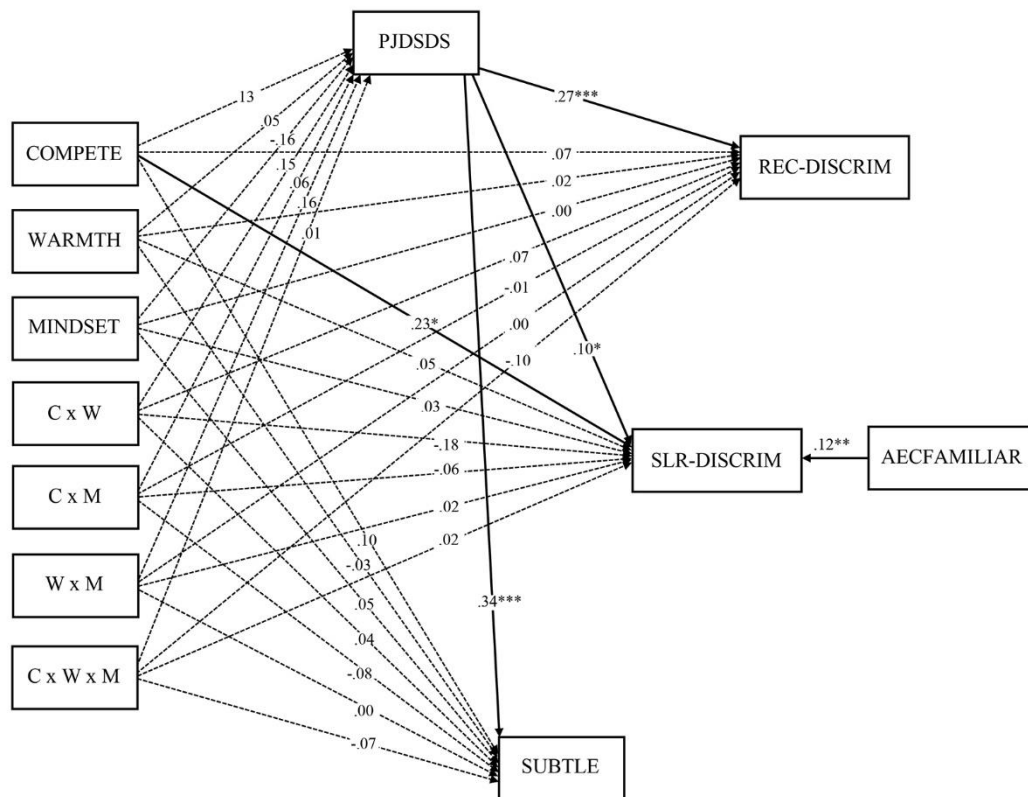 PJDSDS
.13
.27***
.05
COMPETE
-.16
.07
REC-DISCRIM
.15
.06
.02
.16
.00
WARMTH
.01
.07
-.01
MINDSET
.23*
.00
.10*
-.10
.05
.03
C x W
-.18
.12**
SLR-DISCRIM
AECFAMILIAR
-.06
C x M
.02
.10
.02
-.03
W x M
.05
.34***
.04
C x W x M
-.08
.00
-.07
SUBTLE